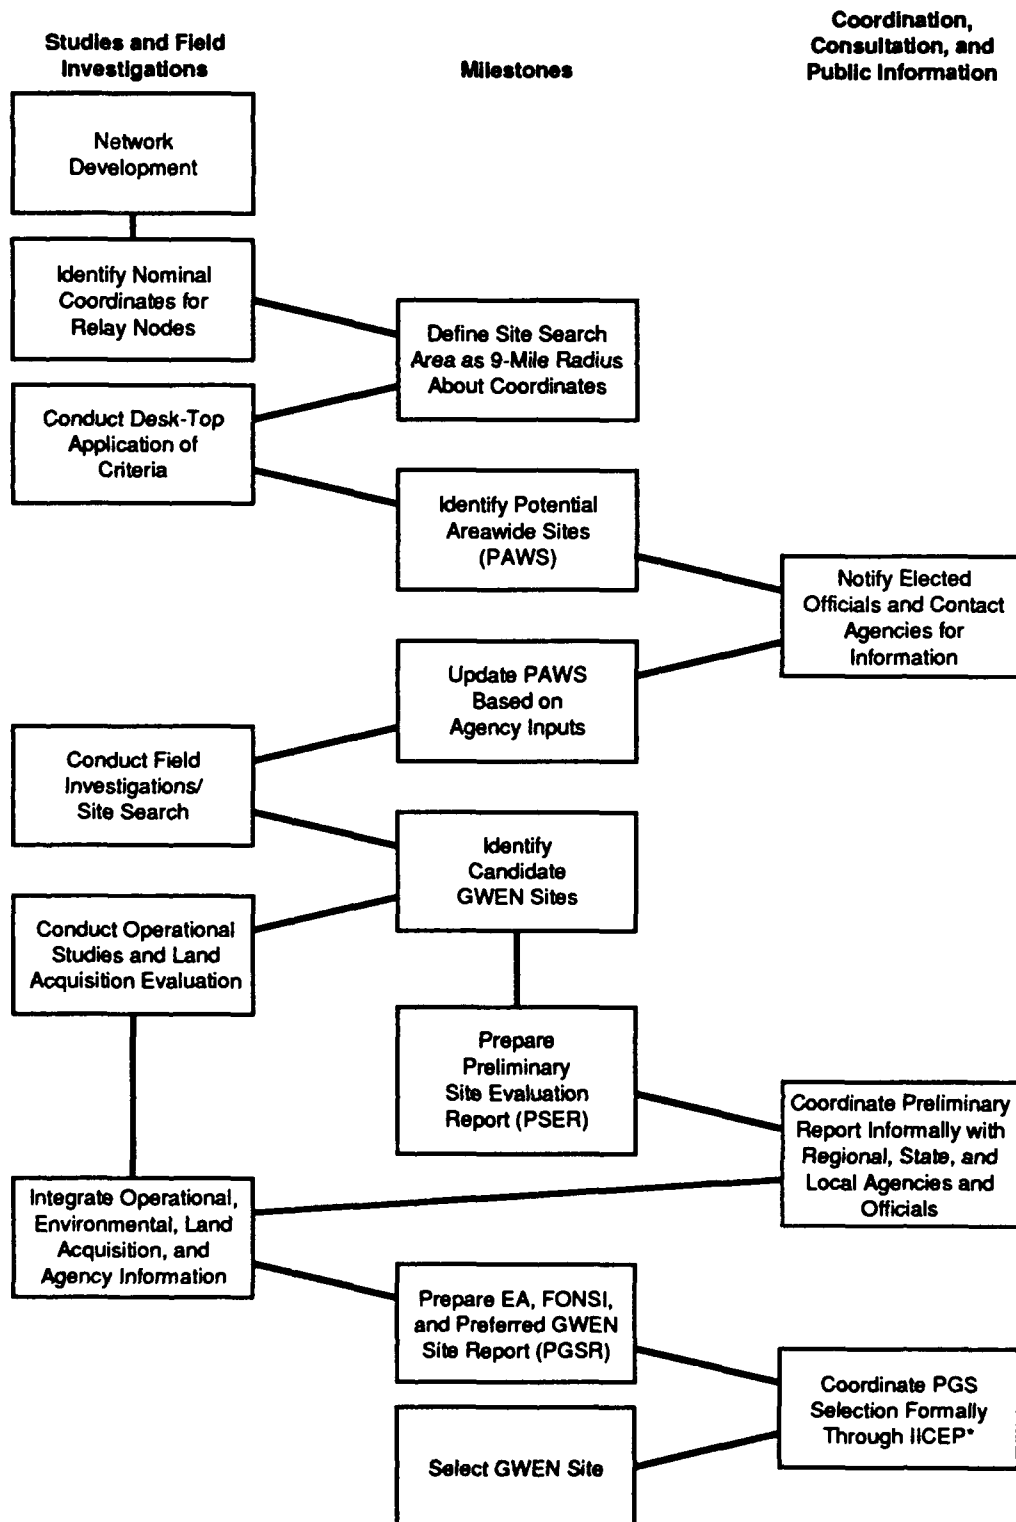 Studies and Field
Investigations
Milestones
Coordination,
Consultation, and
Public Information
Network
Development
Identify Nominal
Coordinates for
Relay Nodes
Define Site Search
Area as 9-Mile Radius
About Coordinates
Conduct Desk-Top
Application of
Criteria
Identify Potential
Areawide Sites
(PAWS)
Notify Elected
Officials and Contact
Agencies for
Information
Update PAWS
Based on
Agency Inputs
Conduct Field
Investigations/
Site Search
Identify
Candidate
GWEN Sites
Conduct Operational
Studies and Land
Acquisition Evaluation
Prepare
Preliminary
Site Evaluation
Report (PSER)
Coordinate Preliminary
Report Informally with
Regional, State, and
Local Agencies and
Officials
Integrate Operational,
Environmental, Land
Acquisition, and
Agency Information
Prepare EA, FONSI,
and Preferred GWEN
Site Report (PGSR)
Coordinate PGS
Selection Formally
Through IICEP*
Select GWEN Site